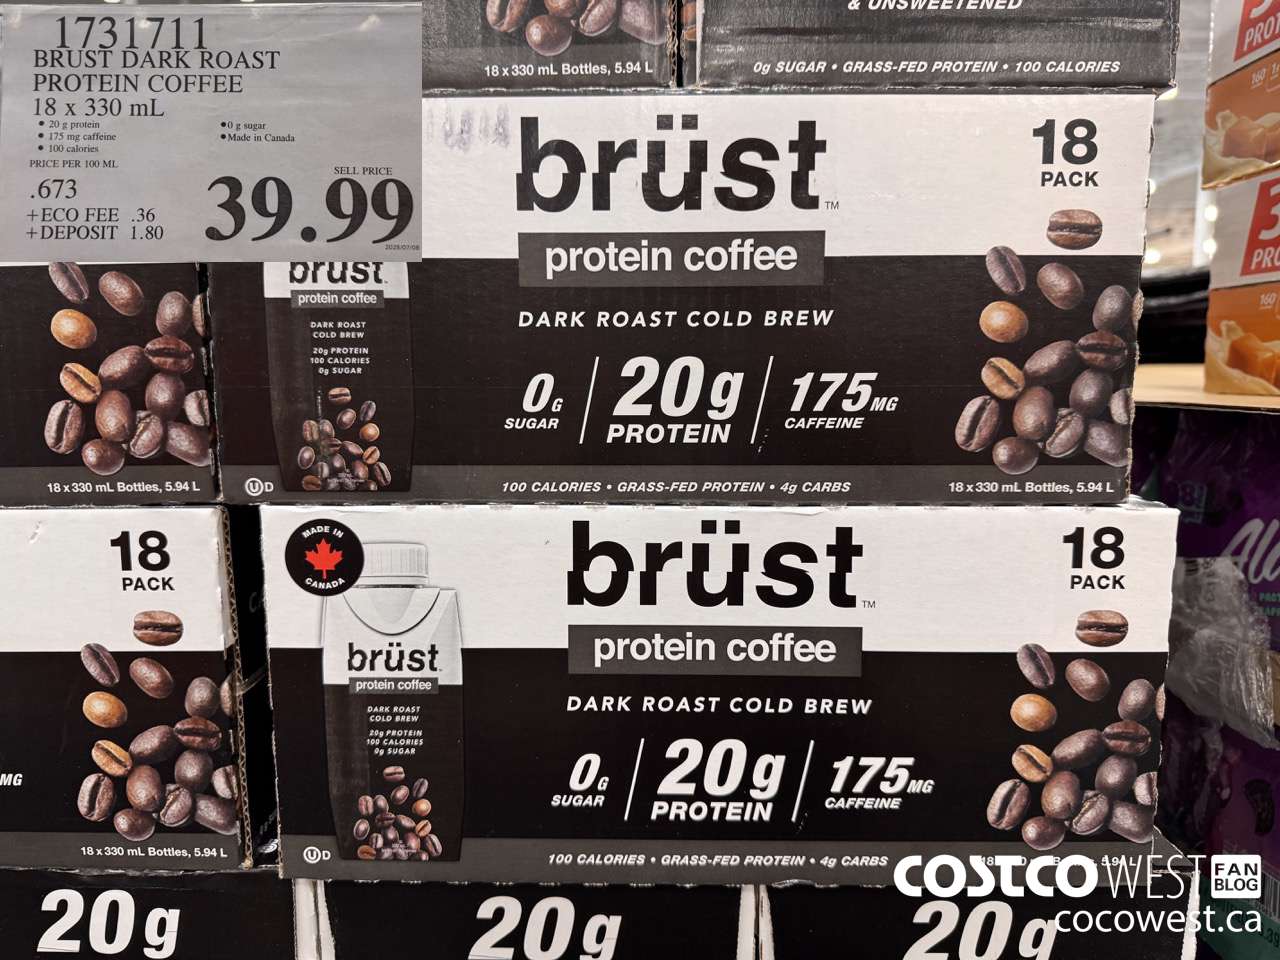 1731711
BRUST DARK ROAST
PROTEIN COFFEE
18 x 330 mL
• 20 g protein
• 175 mg caffeine
• 100 calories
• 0 g sugar
• Made in Canada
PRICE PER 100 ML
.673
+ECO FEE .36
+DEPOSIT 1.80
SELL PRICE
39.99
& UNSWEETENED
18 x 330 mL Bottles, 5.94 L
0g SUGAR • GRASS-FED PROTEIN • 100 CALORIES
brüst™
18
PACK
protein coffee
DARK ROAST COLD BREW
0G
SUGAR
20g
PROTEIN
175MG
CAFFEINE
100 CALORIES • GRASS-FED PROTEIN • 4g CARBS
18 x 330 mL Bottles, 5.94 L
brüst
protein coffee
DARK ROAST
COLD BREW
20g PROTEIN
100 CALORIES
0g SUGAR
UD
18 x 330 mL Bottles, 5.94 L
160
160
18
PACK
MG
18 x 330 mL Bottles, 5.94 L
MADE IN
CANADA
brüst™
18
PACK
protein coffee
DARK ROAST COLD BREW
0G
SUGAR
20g
PROTEIN
175MG
CAFFEINE
100 CALORIES • GRASS-FED PROTEIN • 4g CARBS
brüst
protein coffee
DARK ROAST
COLD BREW
20g PROTEIN
100 CALORIES
0g SUGAR
UD
20g
20g
20g
COSTCO WEST
FAN
BLOG
cocowest.ca